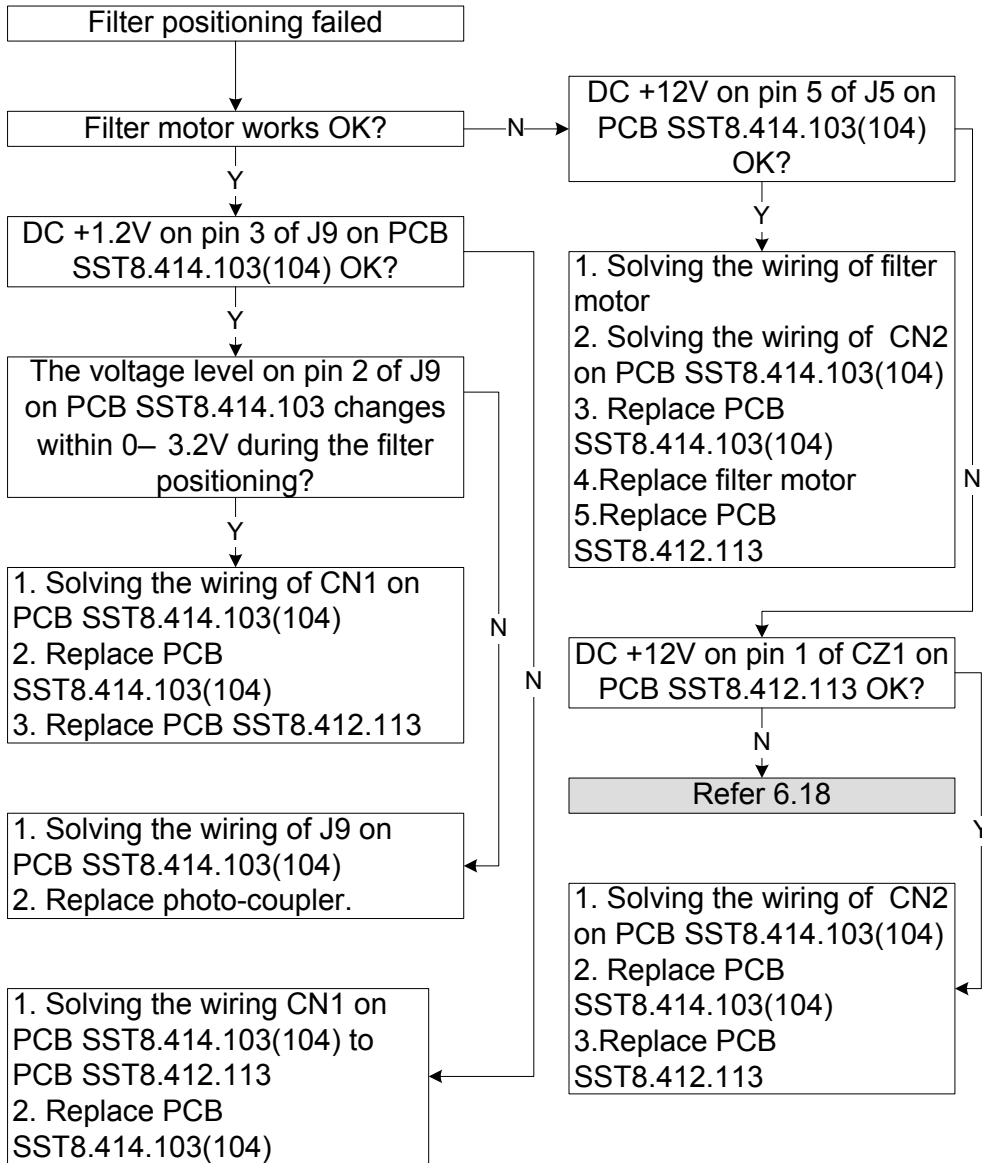 Filter positioning failed
Filter motor works OK?
N
DC +12V on pin 5 of J5 on
PCB SST8.414.103(104)
OK?
Y
Y
DC +1.2V on pin 3 of J9 on PCB
SST8.414.103(104) OK?
1. Solving the wiring of filter
motor
2. Solving the wiring of CN2
on PCB SST8.414.103(104)
3. Replace PCB
SST8.414.103(104)
4.Replace filter motor
5.Replace PCB
SST8.412.113
Y
N
The voltage level on pin 2 of J9
on PCB SST8.414.103 changes
within 0– 3.2V during the filter
positioning?
Y
1. Solving the wiring of CN1 on
PCB SST8.414.103(104)
2. Replace PCB
SST8.414.103(104)
3. Replace PCB SST8.412.113
N
N
DC +12V on pin 1 of CZ1 on
PCB SST8.412.113 OK?
N
Refer 6.18
Y
1. Solving the wiring of J9 on
PCB SST8.414.103(104)
2. Replace photo-coupler.
1. Solving the wiring of CN2
on PCB SST8.414.103(104)
2. Replace PCB
SST8.414.103(104)
3.Replace PCB
SST8.412.113
1. Solving the wiring CN1 on
PCB SST8.414.103(104) to
PCB SST8.412.113
2. Replace PCB
SST8.414.103(104)